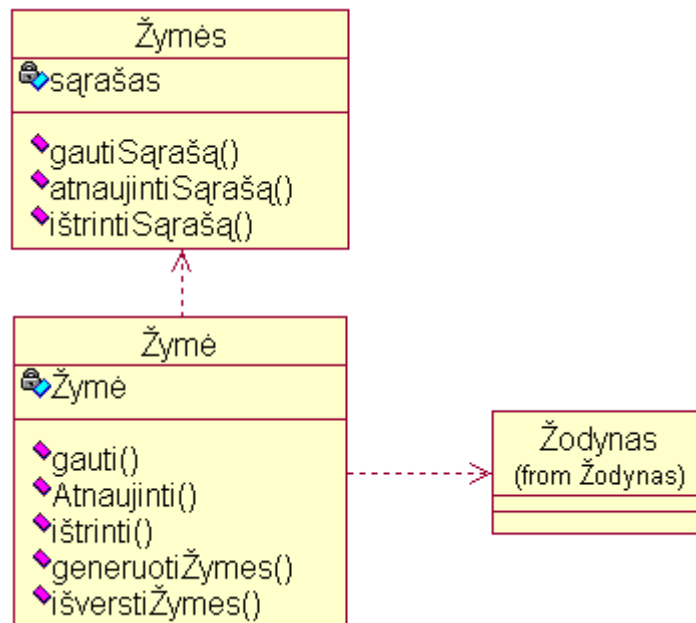 Žymės
sąrašas
gautiSąrašą()
atnaujintiSąrašą()
ištrintiSąrašą()
Žymė
Žymė
gauti()
Atnaujinti()
ištrinti()
generuotiŽymes()
išverstiŽymes()
Žodynas
(from Žodynas)